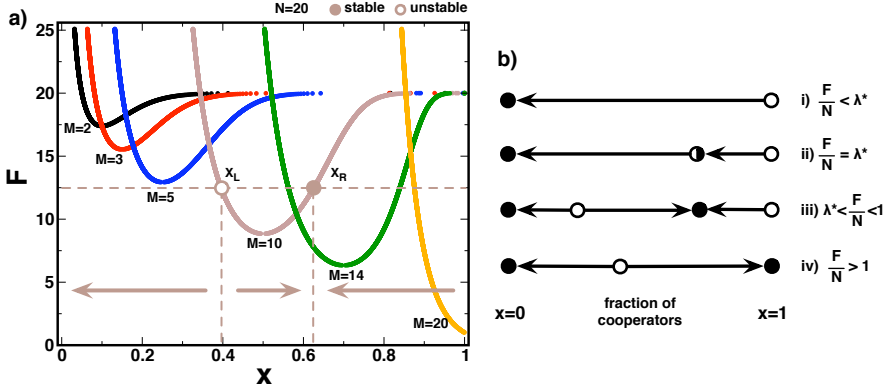 a)
N=20
stable
unstable
25
20
15
10
5
0
F
0
0.2
0.4
0.6
0.8
1
x
M=2
M=3
M=5
M=10
M=14
M=20
x_L
x_R
b)
i) F/N < λ*
ii) F/N = λ*
iii) λ* < F/N < 1
iv) F/N > 1
x=0
fraction of
cooperators
x=1